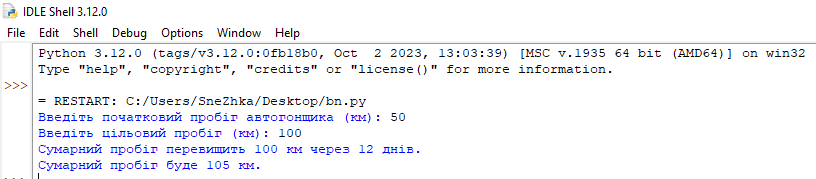 IDLE Shell 3.12.0
File Edit Shell Debug Options Window Help
Python 3.12.0 (tags/v3.12.0:0fb18b0, Oct  2 2023, 13:03:39) [MSC v.1935 64 bit (AMD64)] on win32
Type "help", "copyright", "credits" or "license()" for more information.
>>>
= RESTART: C:/Users/SneZhka/Desktop/bn.py
Введіть початковий пробіг автогонщика (км): 50
Введіть цільовий пробіг (км): 100
Сумарний пробіг перевищить 100 км через 12 днів.
Сумарний пробіг буде 105 км.
>>>